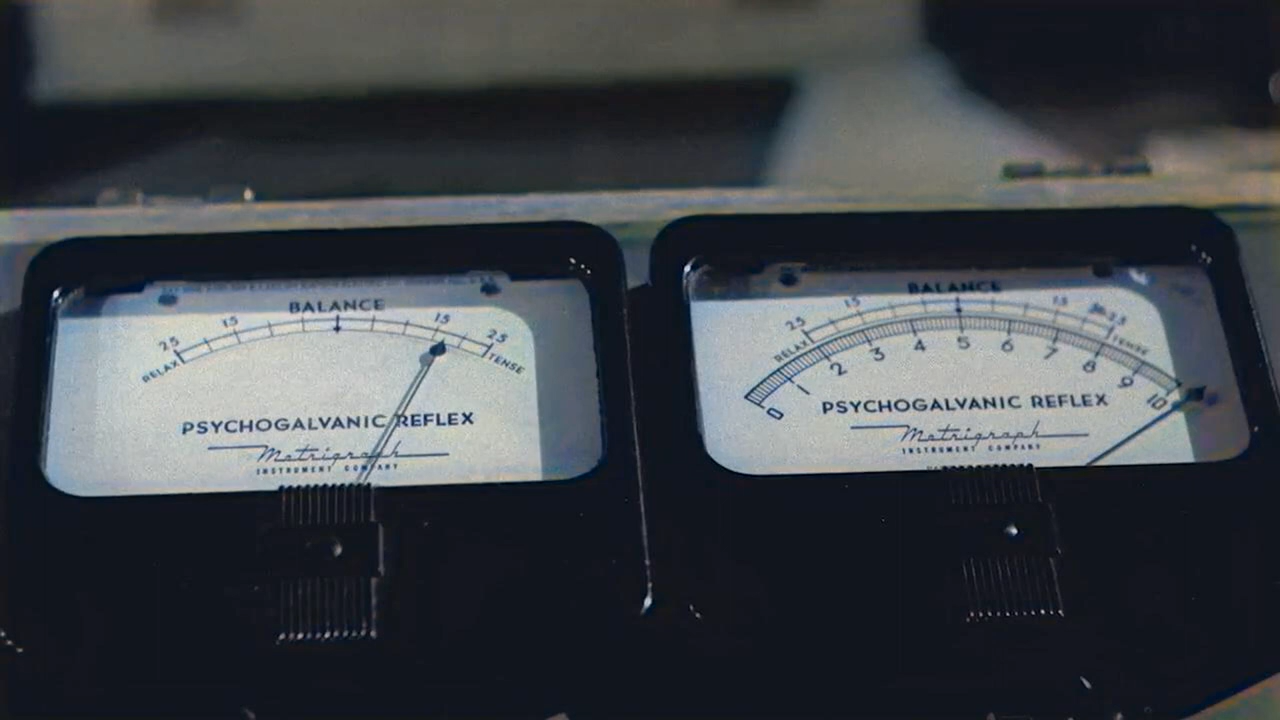 BALANCE
25 15 15 25
RELAX TENSE
PSYCHOGALVANIC REFLEX
Metrigraph
INSTRUMENT COMPANY
BALANCE
25 15 15 25
RELAX TENSE
0 1 2 3 4 5 6 7 8 9 10
PSYCHOGALVANIC REFLEX
Metrigraph
INSTRUMENT COMPANY